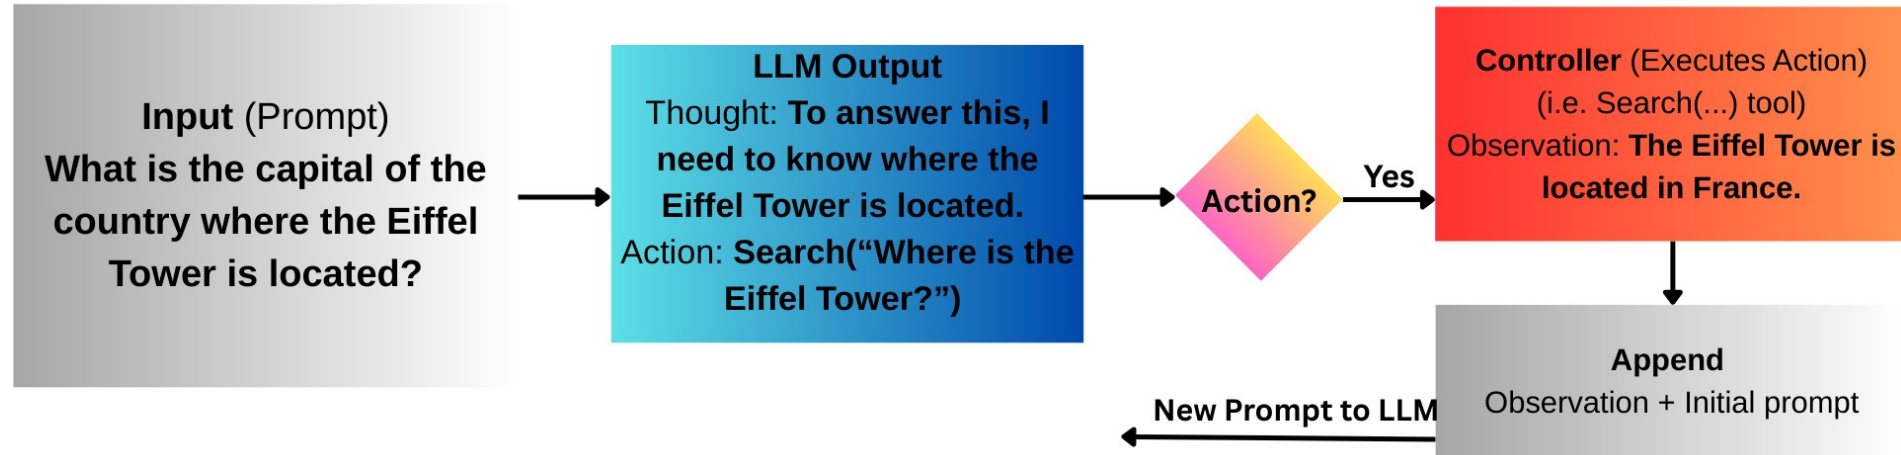 Input (Prompt)
What is the capital of the
country where the Eiffel
Tower is located?
LLM Output
Thought: To answer this, I
need to know where the
Eiffel Tower is located.
Action: Search(“Where is the
Eiffel Tower?”)
Action?
Yes
Controller (Executes Action)
(i.e. Search(...) tool)
Observation: The Eiffel Tower is
located in France.
Append
Observation + Initial prompt
New Prompt to LLM